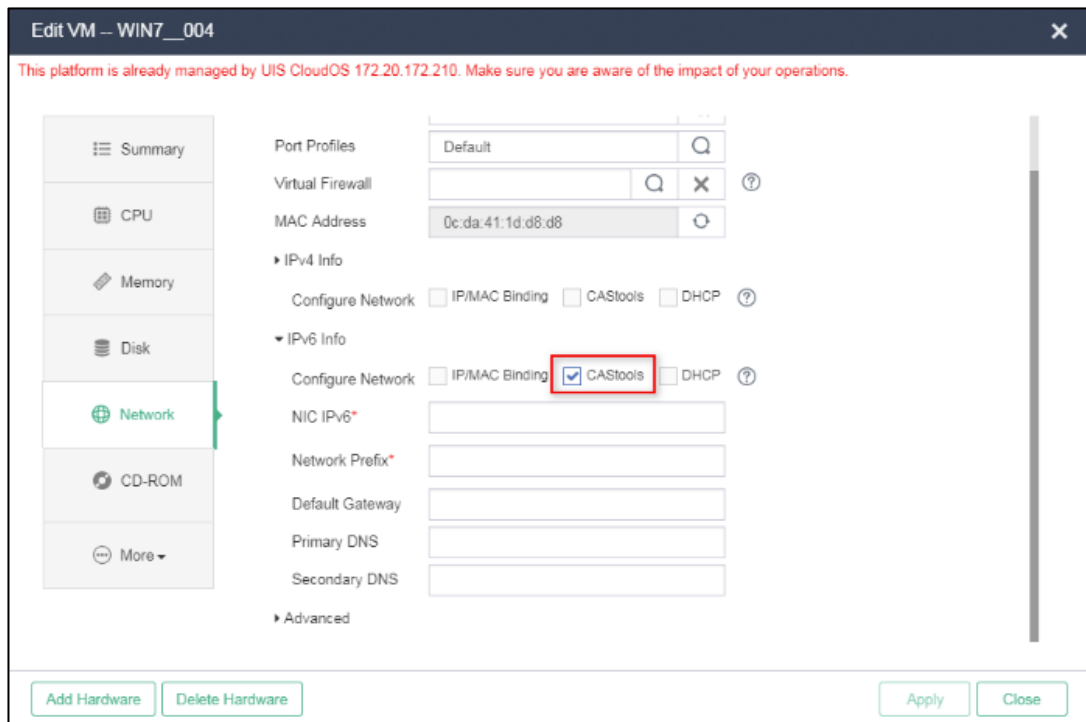 Edit VM -- WIN7__004
This platform is already managed by UIS CloudOS 172.20.172.210. Make sure you are aware of the impact of your operations.
Summary
CPU
Memory
Disk
Network
CD-ROM
More
Port Profiles Default
Virtual Firewall
MAC Address 0c:da:41:1d:d8:d8
IPv4 Info
Configure Network IP/MAC Binding CAStools DHCP
IPv6 Info
Configure Network IP/MAC Binding CAStools DHCP
NIC IPv6*
Network Prefix*
Default Gateway
Primary DNS
Secondary DNS
Advanced
Add Hardware Delete Hardware Apply Close